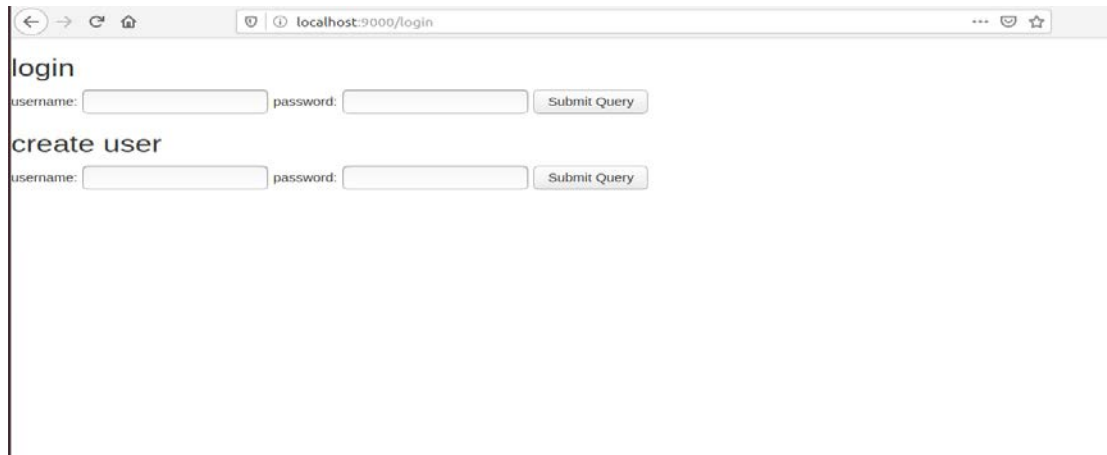 localhost:9000/login
login
username: password: Submit Query
create user
username: password: Submit Query